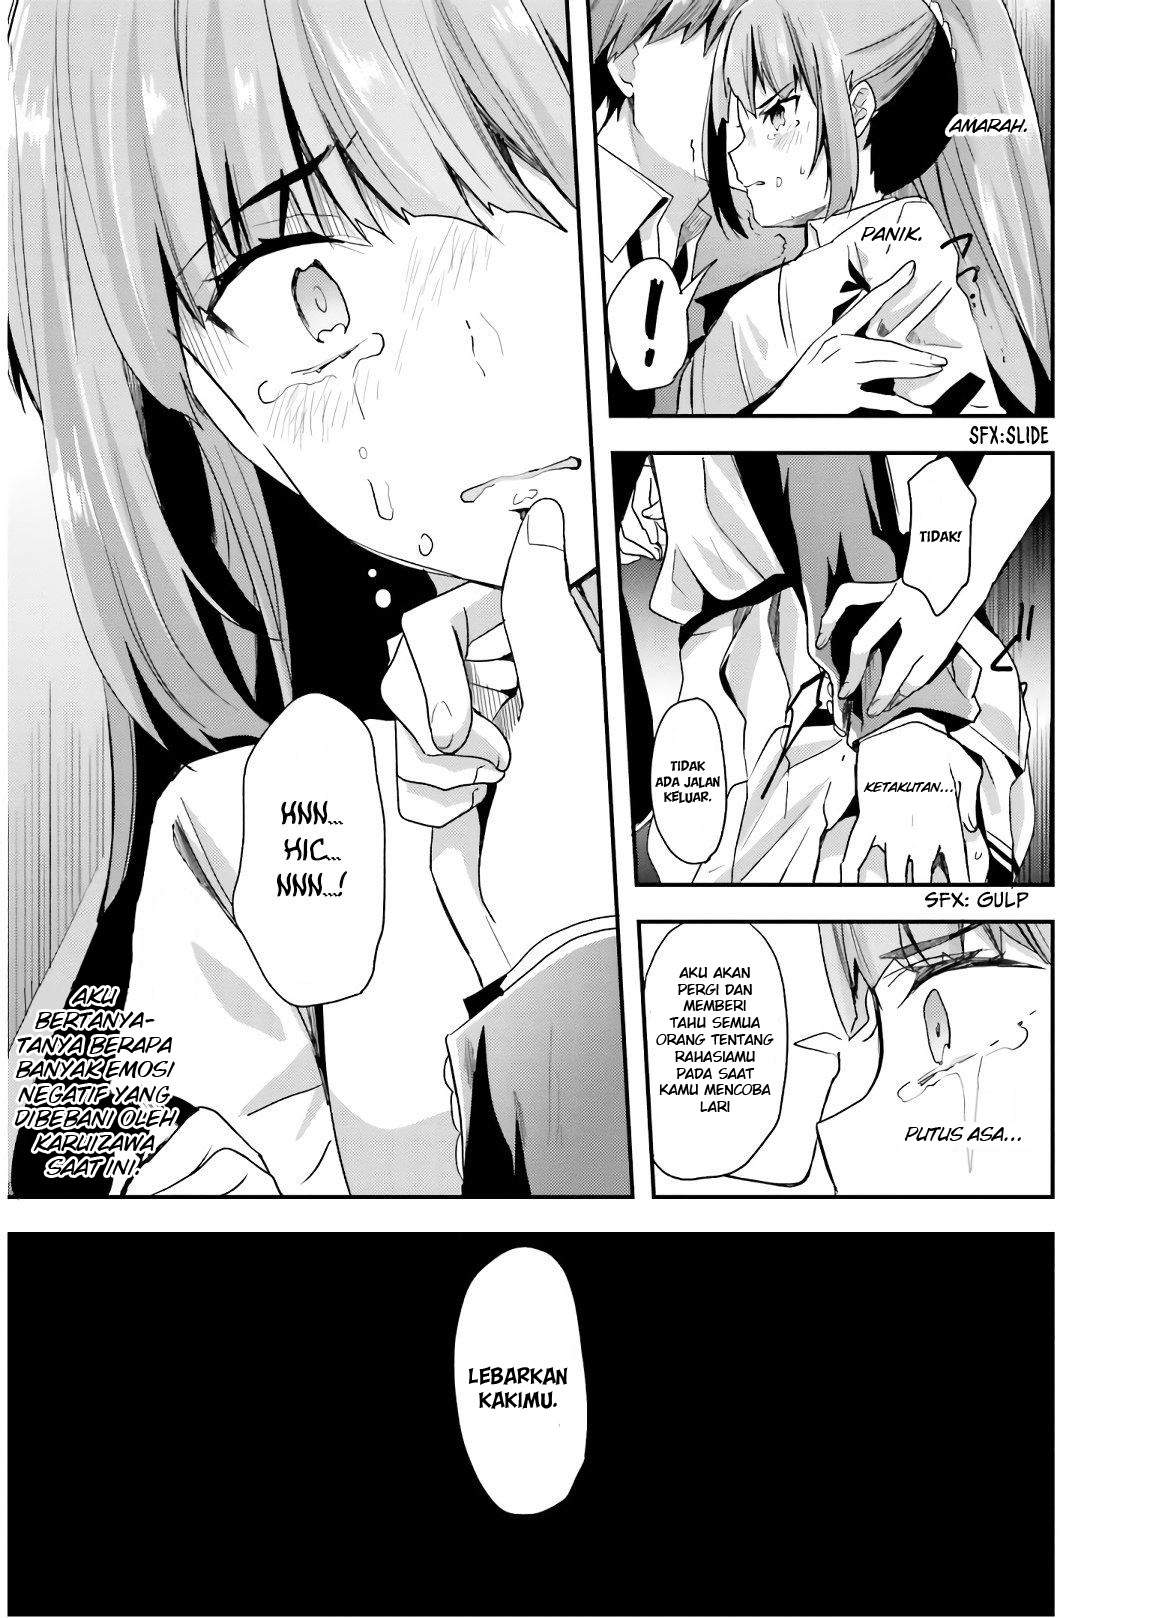 AMARAH.
PANIK.
!
SFX:SLIDE
TIDAK!
TIDAK
ADA JALAN
KELUAR.
KETAKUTAN...
SFX: GULP
AKU AKAN
PERGI DAN
MEMBERI
TAHU SEMUA
ORANG TENTANG
RAHASIAMU
PADA SAAT
KAMU MENCOBA
LARI
PUTUS ASA...
HNN...
HIC...
NNN...!
AKU
BERTANYA-
TANYA BERAPA
BANYAK EMOSI
NEGATIF YANG
DIBEBANI OLEH
KARUIZAWA
SAAT INI.
LEBARKAN
KAKIMU.